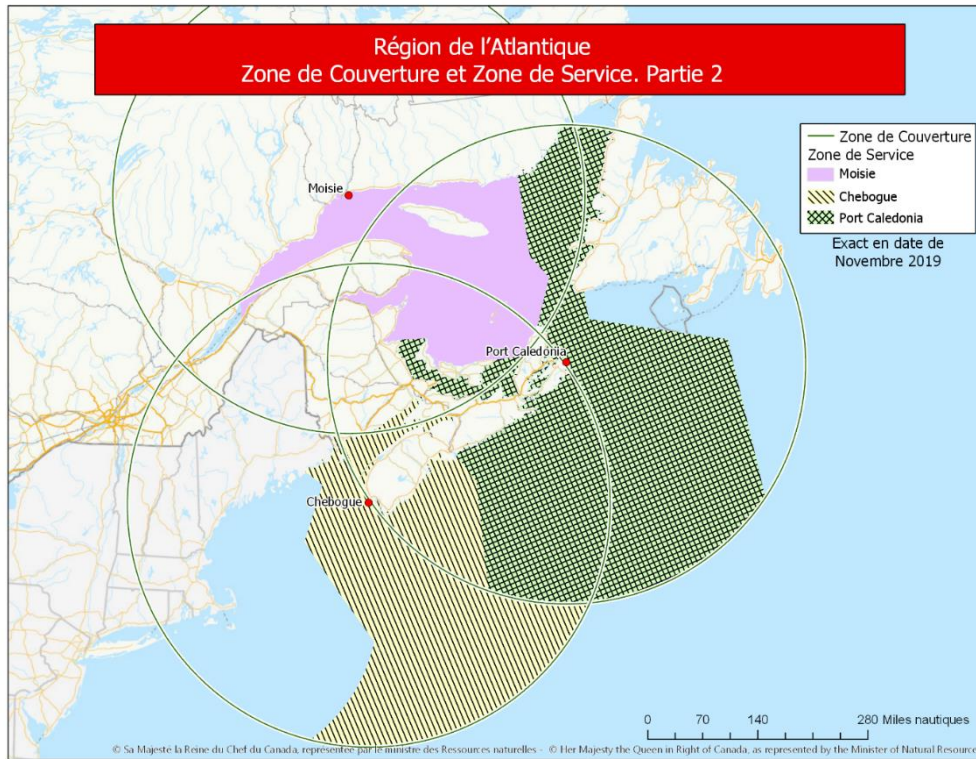 Région de l'Atlantique
Zone de Couverture et Zone de Service. Partie 2
Zone de Couverture
Zone de Service
Moisie
Chebogue
Port Caledonia
Exact en date de
Novembre 2019
Moisie
Port Caledonia
Chebogue
0 70 140 280 Miles nautiques
© Sa Majesté la Reine du Chef du Canada, représentée par le ministre des Ressources naturelles - © Her Majesty the Queen in Right of Canada, as represented by the Minister of Natural Resource